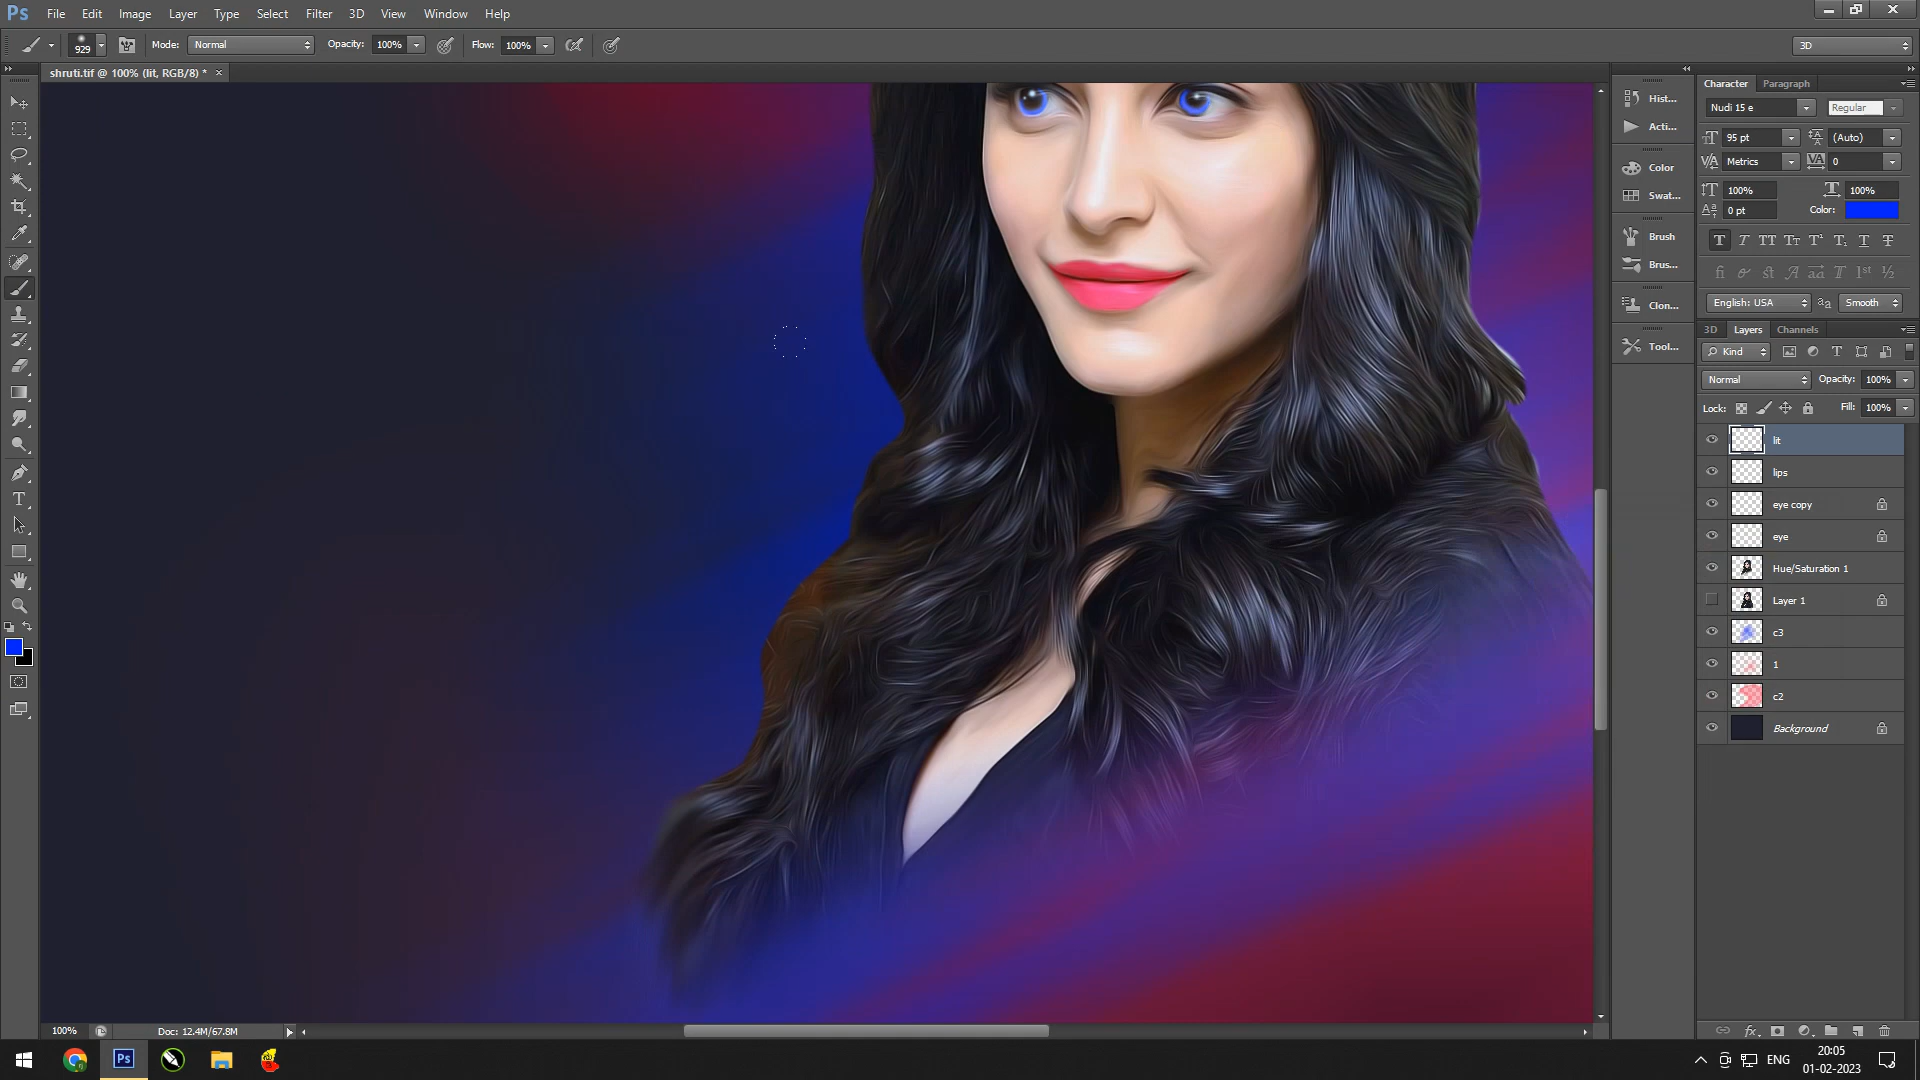 Ps File Edit Image Layer Type Select Filter 3D View Window Help
929 Mode: Normal Opacity: 100% Flow: 100% 3D
shruti.tif @ 100% (lit, RGB/8) * ×
Hist...
Acti...
Color
Swat...
Brush
Brus...
Clon...
Tool...
Character Paragraph
Nudi 15 e Regular
95 pt (Auto)
Metrics 0
100% 100%
0 pt Color:
English: USA Smooth
3D Layers Channels
Kind
Normal Opacity: 100%
Lock: Fill: 100%
lit
lips
eye copy
eye
Hue/Saturation 1
Layer 1
c3
1
c2
Background
100% Doc: 12.4M/67.8M
Ps ENG 20:05
01-02-2023